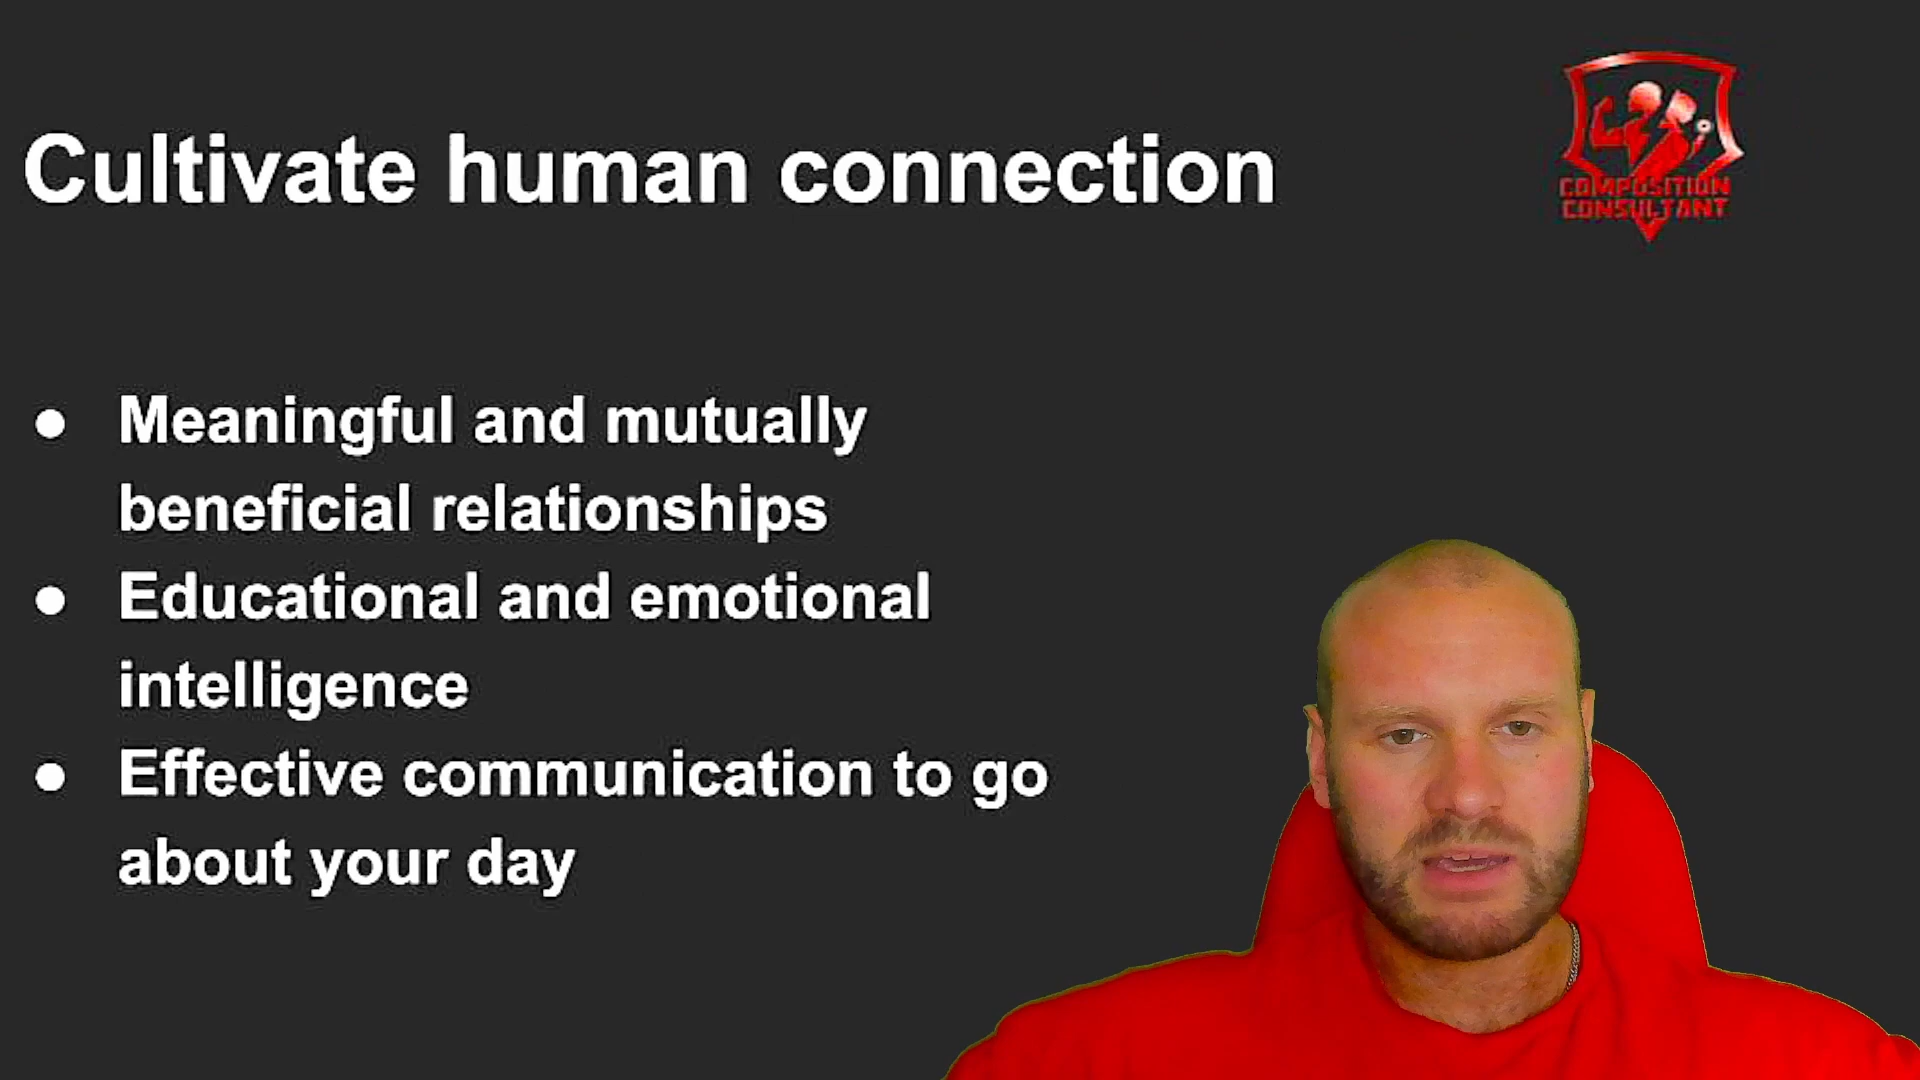 Cultivate human connection
COMPOSITION
CONSULTANT
● Meaningful and mutually
beneficial relationships
● Educational and emotional
intelligence
● Effective communication to go
about your day